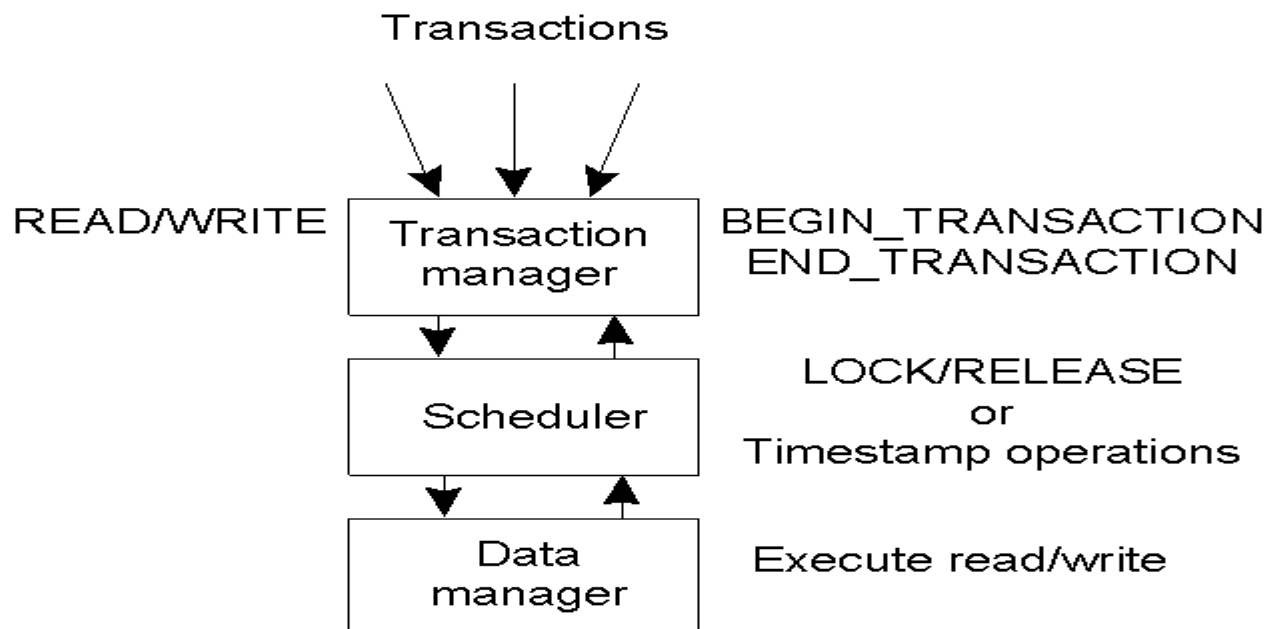 Transactions
READ/WRITE
Transaction
manager
BEGIN_TRANSACTION
END_TRANSACTION
Scheduler
LOCK/RELEASE
or
Timestamp operations
Data
manager
Execute read/write